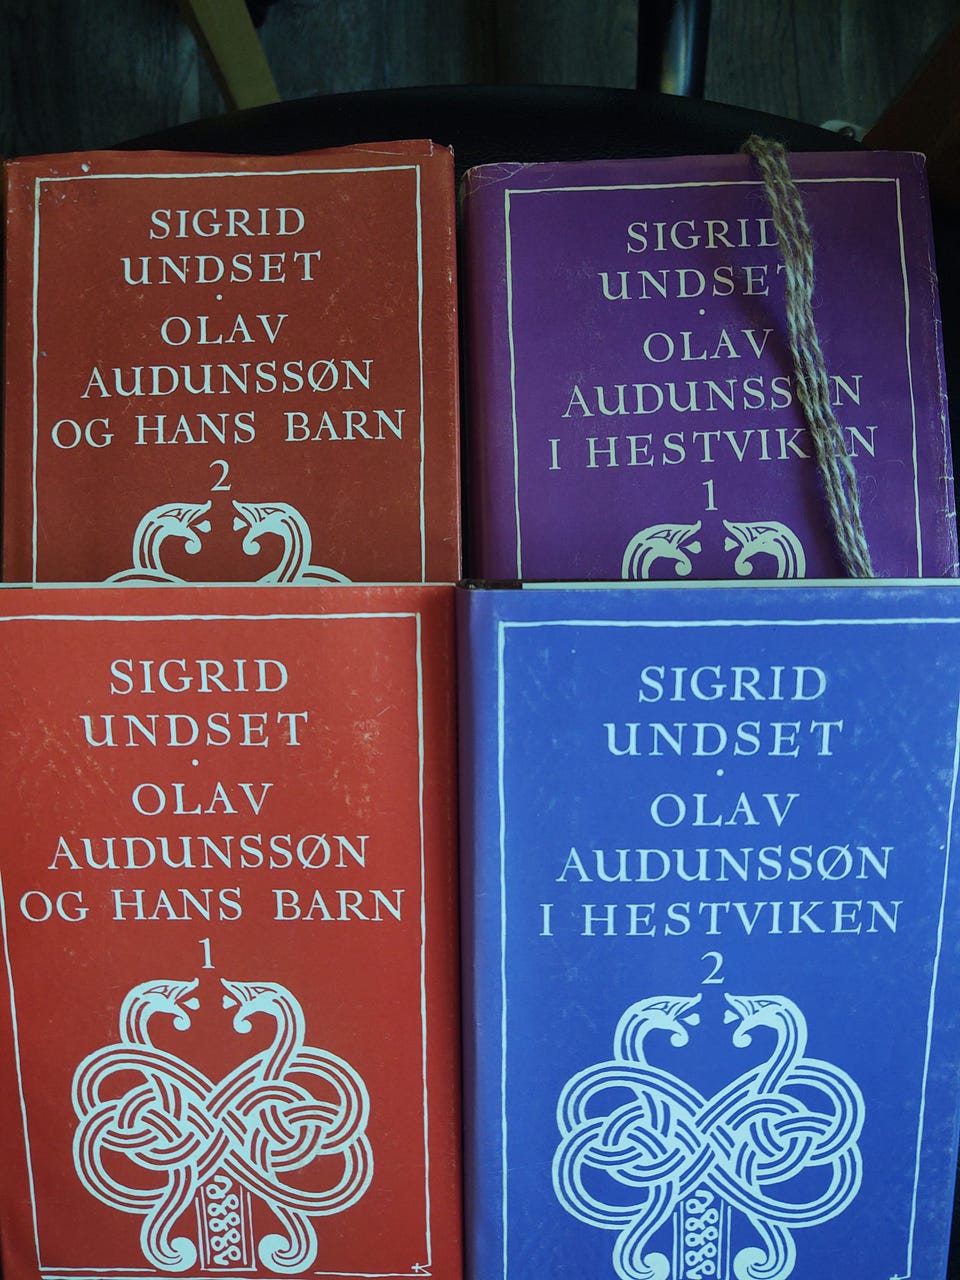 SIGRID
UNDSET
·
OLAV
AUDUNSSØN
OG HANS BARN
2
SIGRID
UNDSET
·
OLAV
AUDUNSSØN
I HESTVIKEN
1
SIGRID
UNDSET
·
OLAV
AUDUNSSØN
OG HANS BARN
1
SIGRID
UNDSET
·
OLAV
AUDUNSSØN
I HESTVIKEN
2